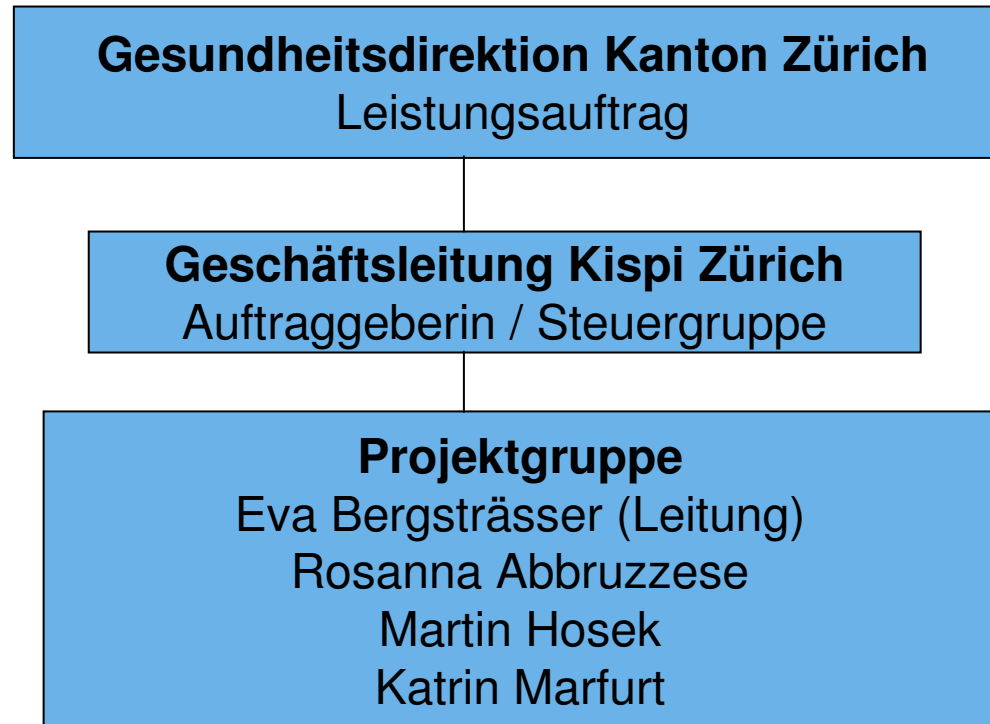 Gesundheitsdirektion Kanton Zürich
Leistungsauftrag
Geschäftsleitung Kispi Zürich
Auftraggeberin / Steuergruppe
Projektgruppe
Eva Bergsträsser (Leitung)
Rosanna Abbruzzese
Martin Hosek
Katrin Marfurt